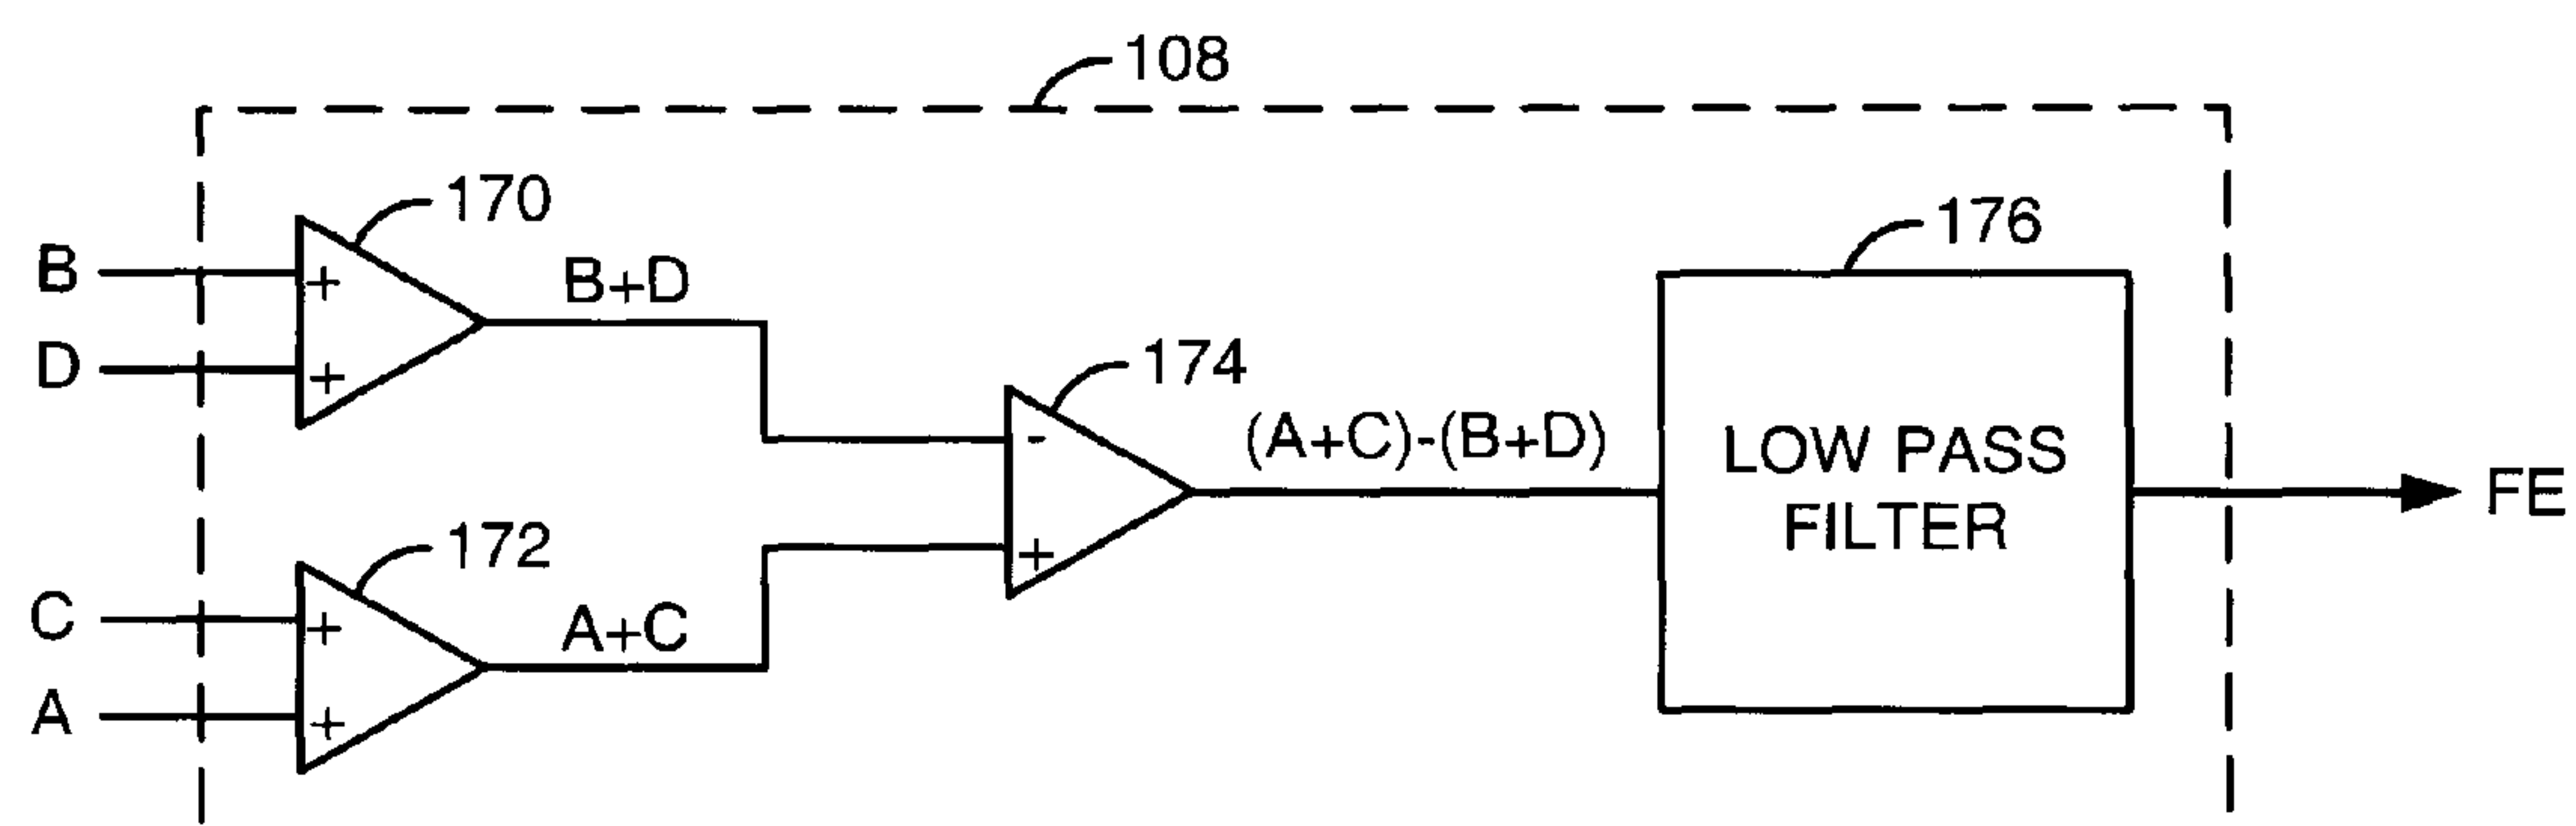 108
170
176
B
+
B+D
D
+
174
-
(A+C)-(B+D)
LOW PASS
FILTER
FE
172
+
C
+
A+C
A
+